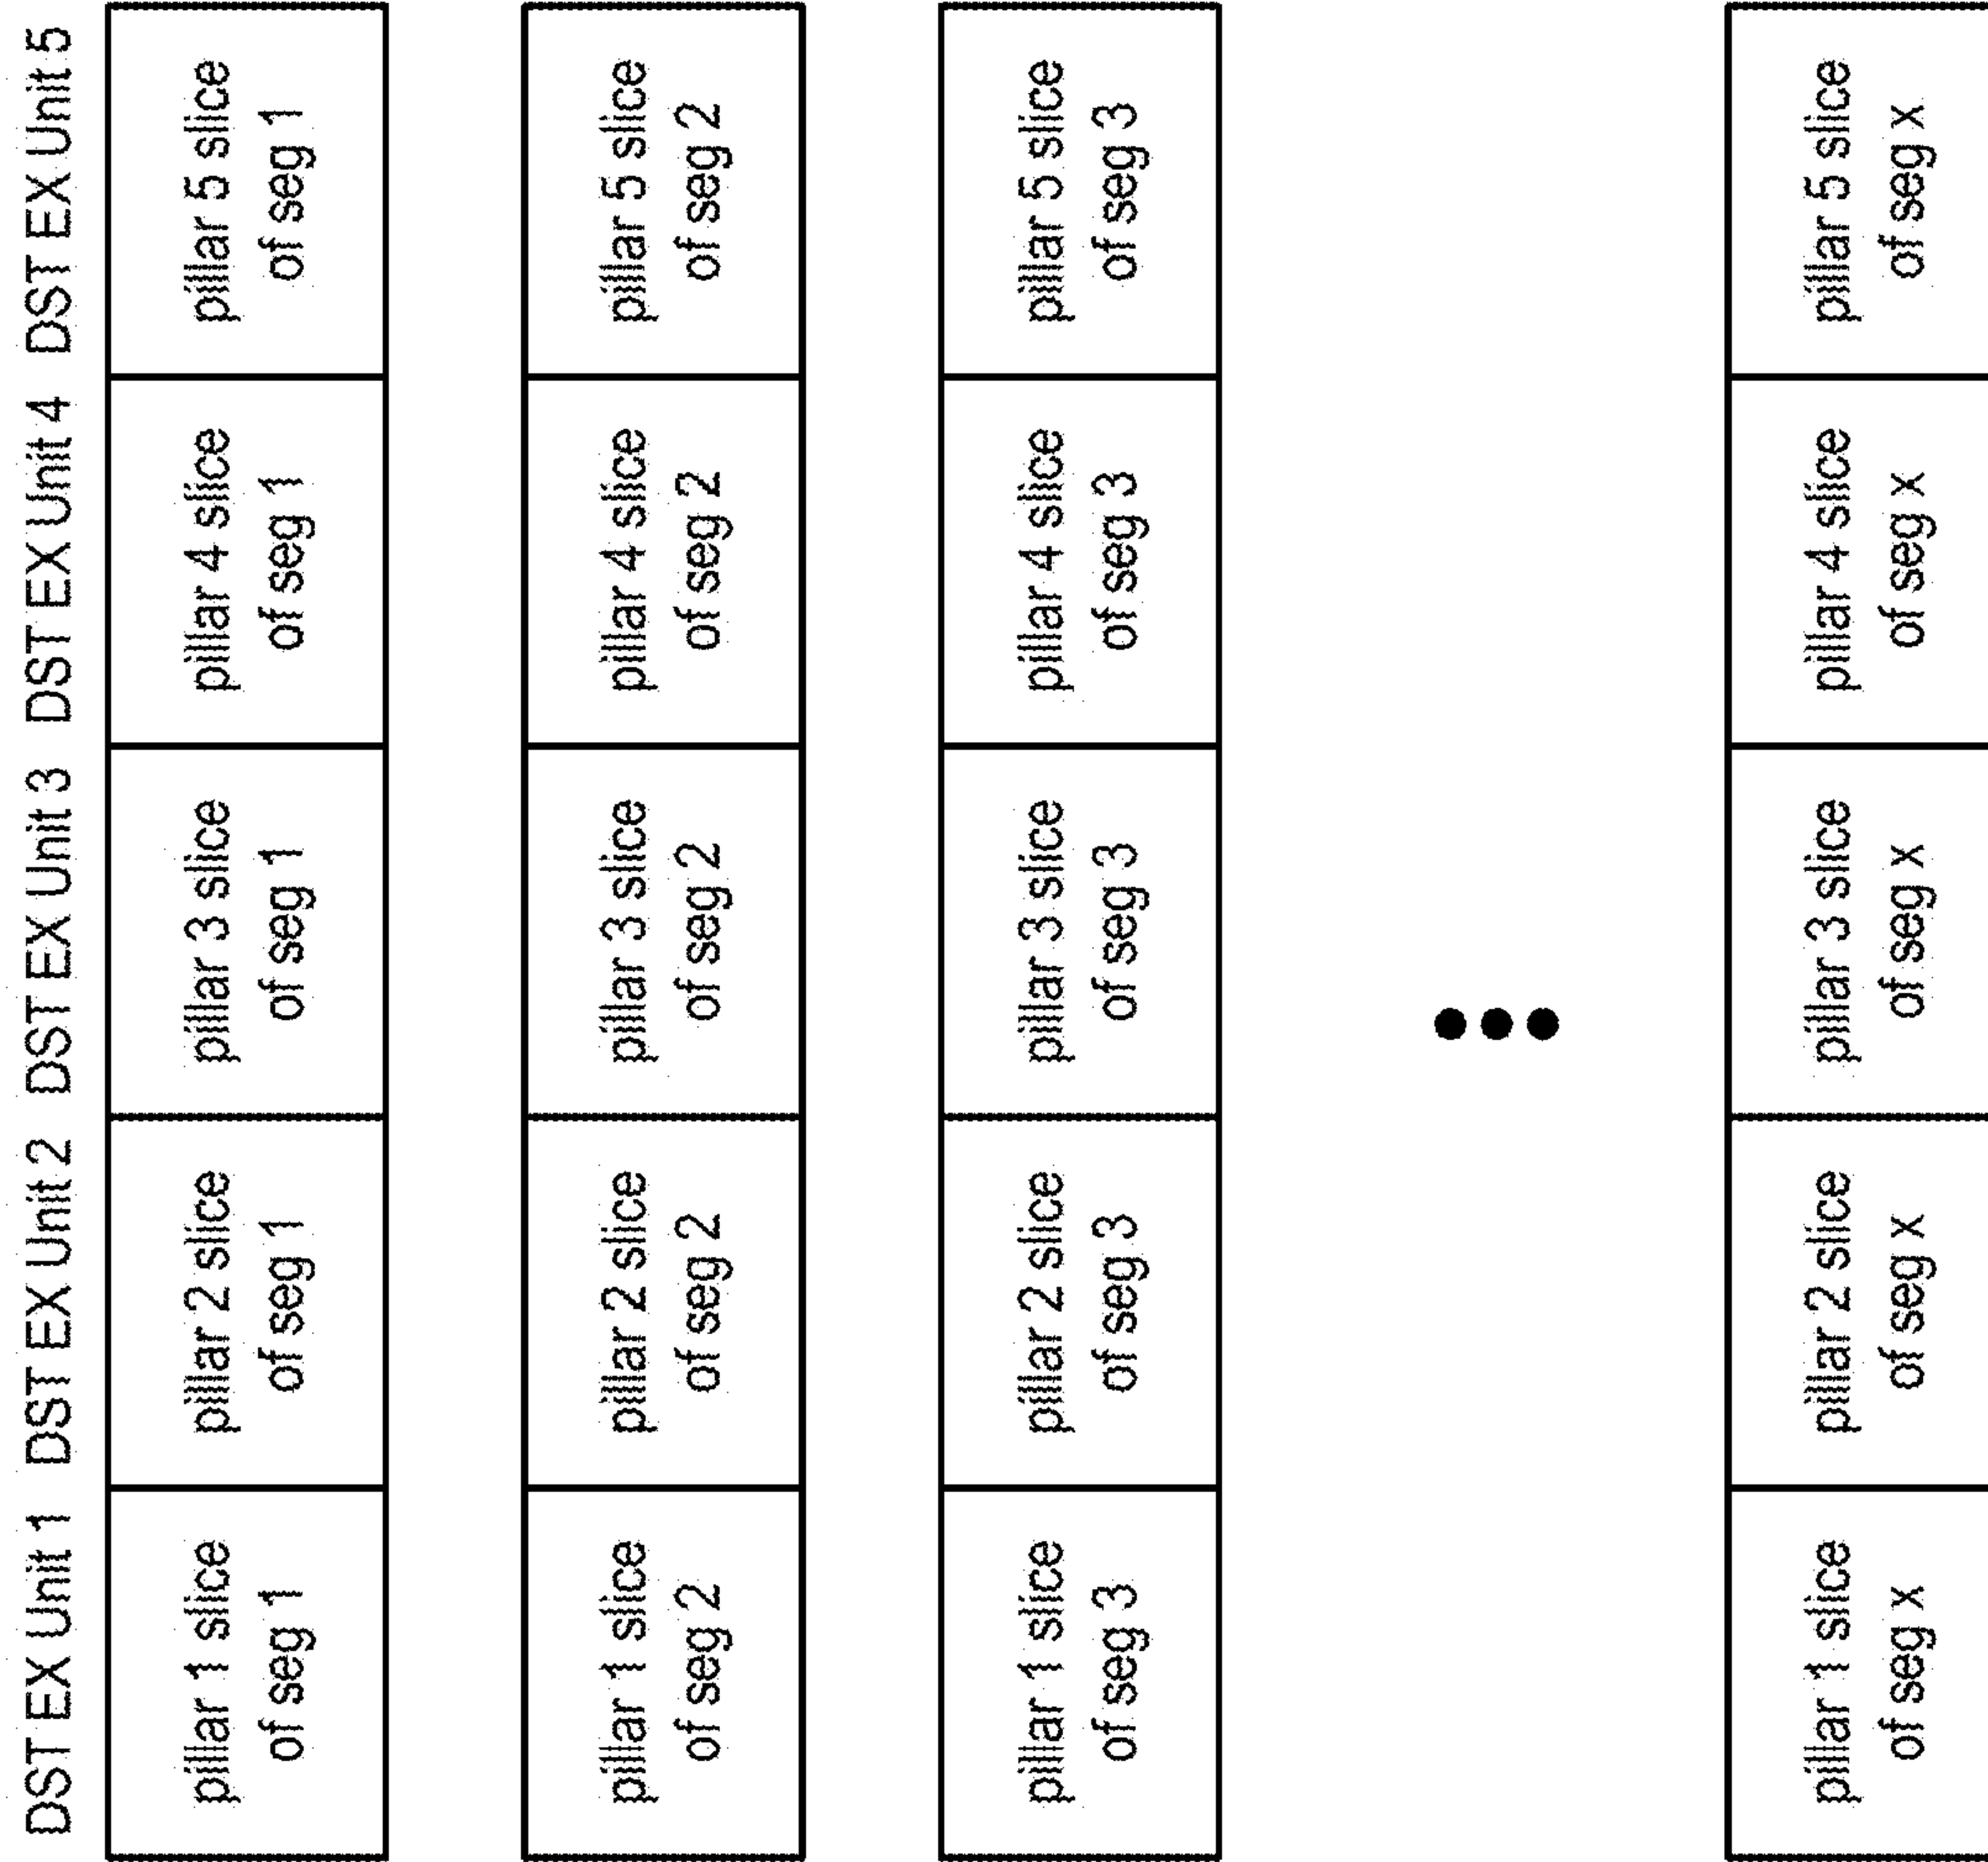 DST EX Unit 1 DST EX Unit 2 DST EX Unit 3 DST EX Unit 4 DST EX Unit 5
pillar 1 slice
of seg 1
pillar 2 slice
of seg 1
pillar 3 slice
of seg 1
pillar 4 slice
of seg 1
pillar 5 slice
of seg 1
pillar 1 slice
of seg 2
pillar 2 slice
of seg 2
pillar 3 slice
of seg 2
pillar 4 slice
of seg 2
pillar 5 slice
of seg 2
pillar 1 slice
of seg 3
pillar 2 slice
of seg 3
pillar 3 slice
of seg 3
pillar 4 slice
of seg 3
pillar 5 slice
of seg 3
pillar 1 slice
of seg x
pillar 2 slice
of seg x
pillar 3 slice
of seg x
pillar 4 slice
of seg x
pillar 5 slice
of seg x